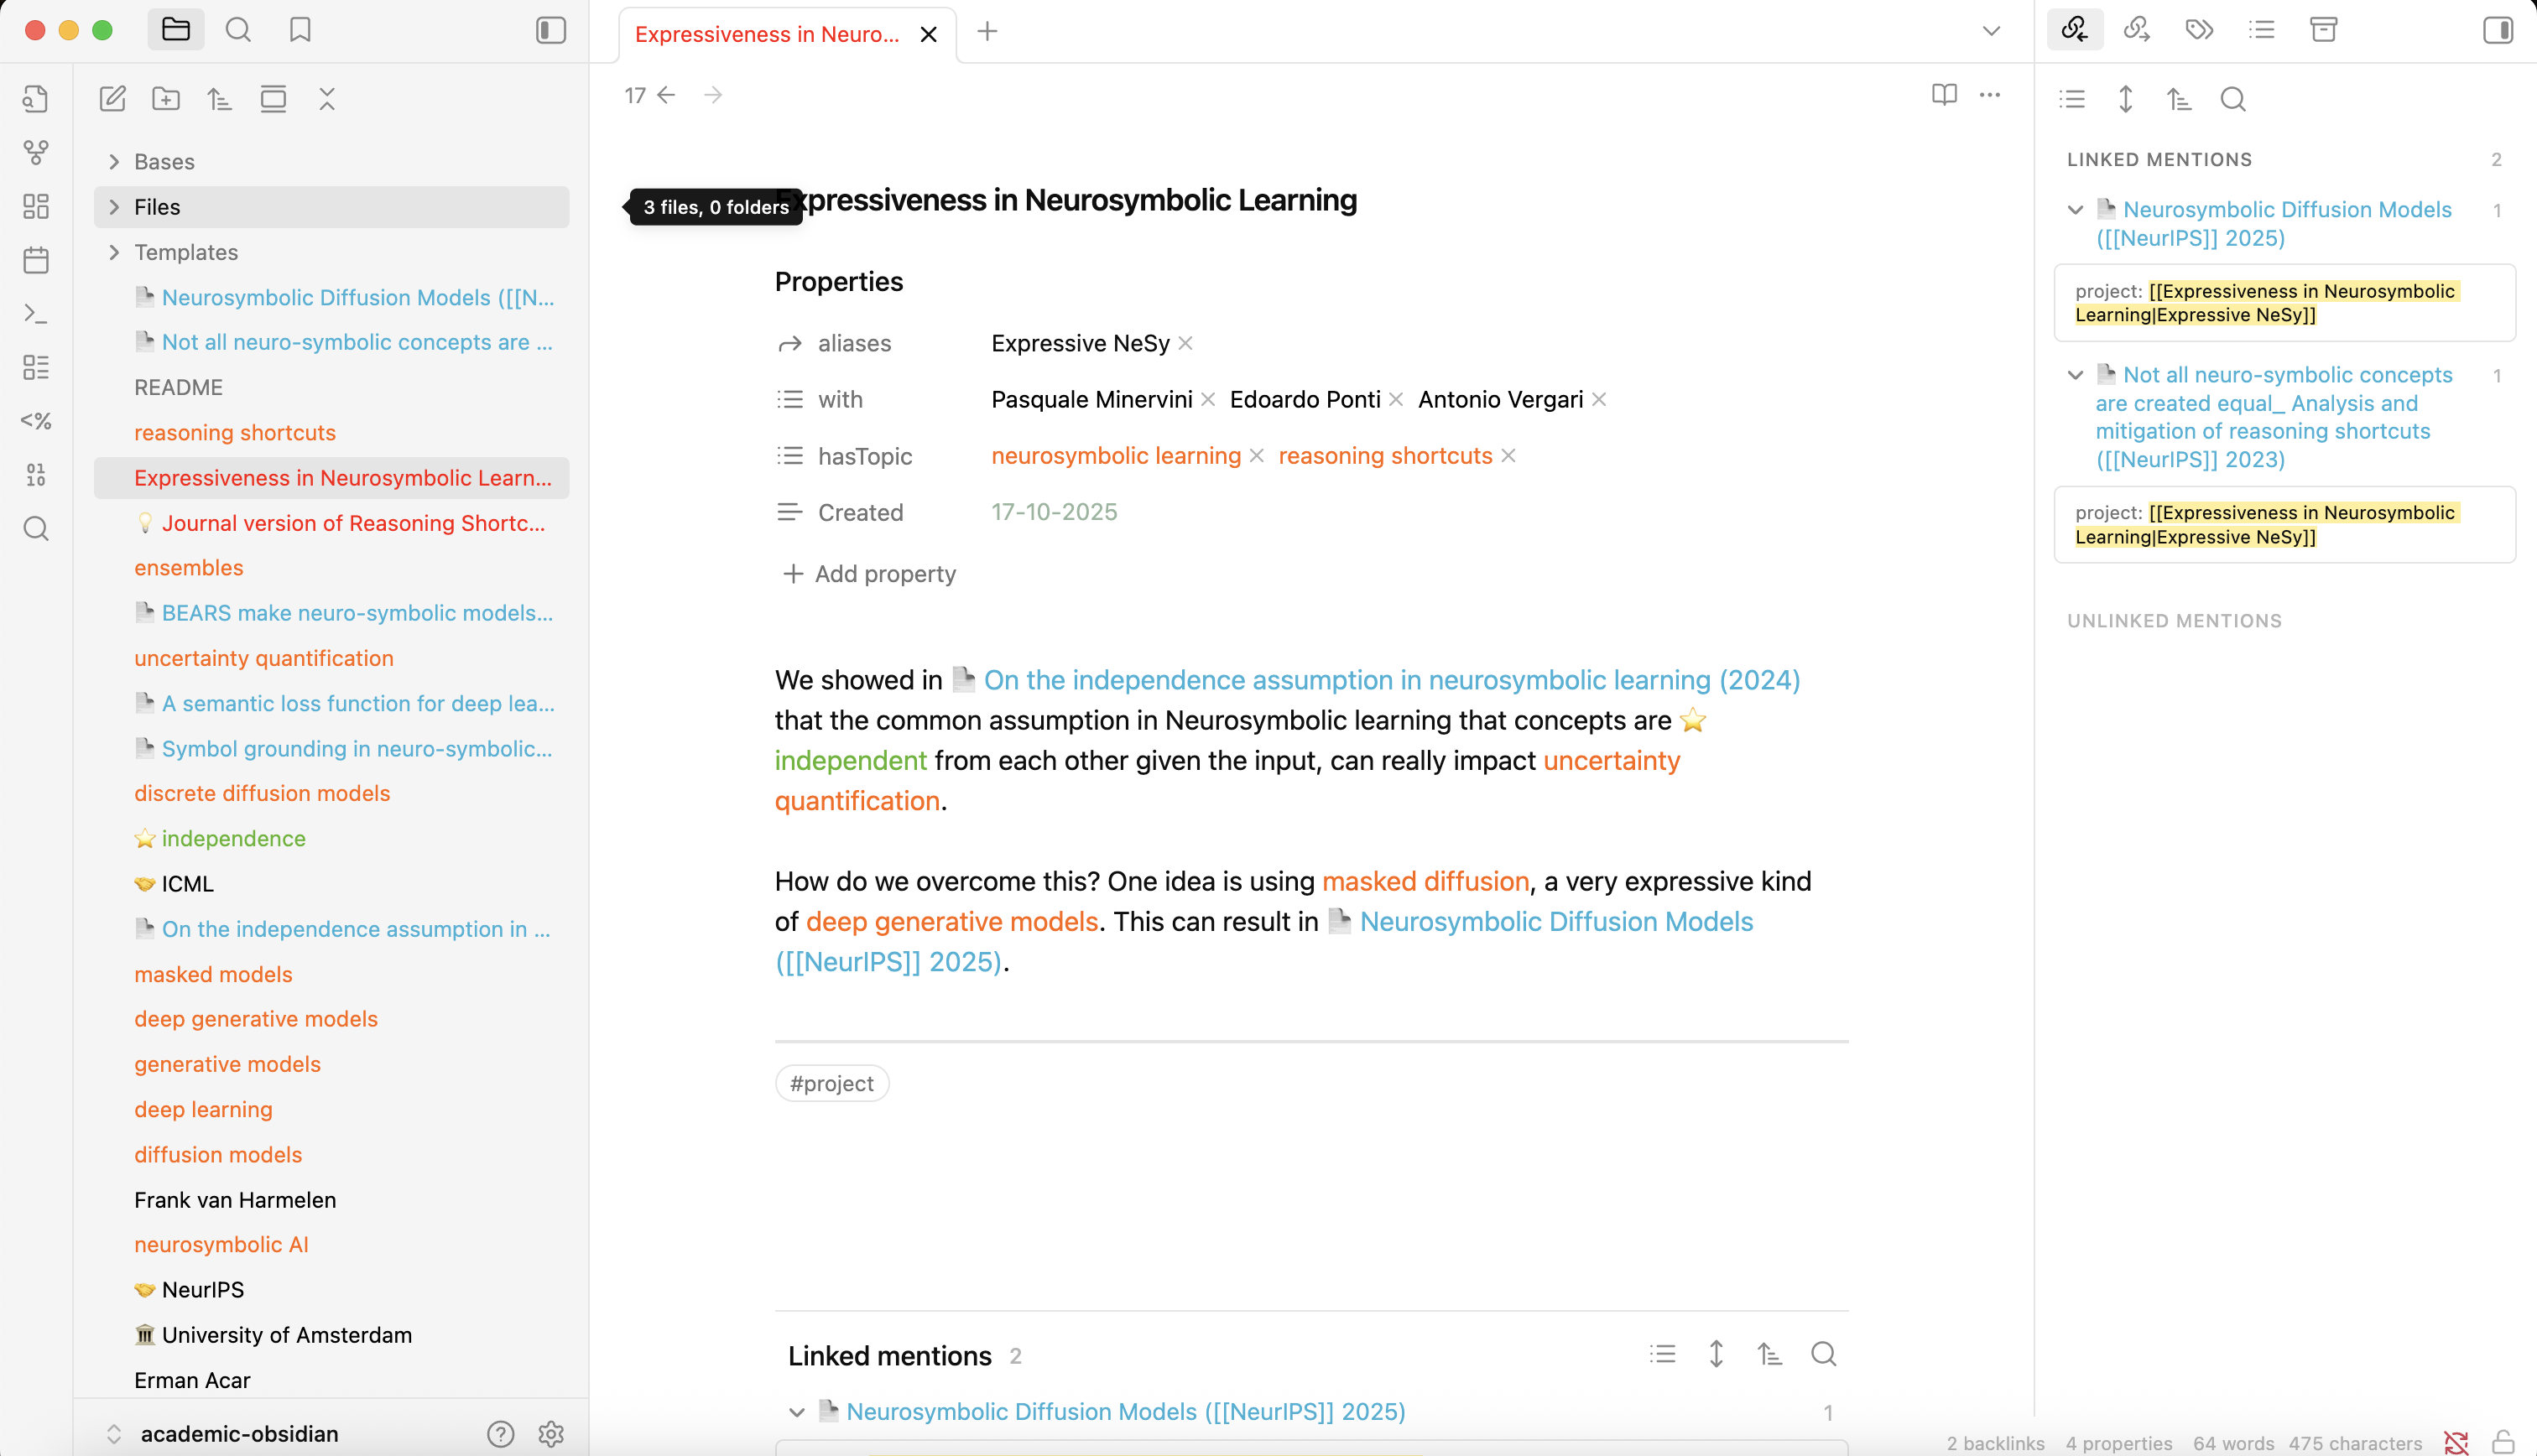 Expressiveness in Neuro...
17
Bases
Files
Templates
Neurosymbolic Diffusion Models ([[N...
Not all neuro-symbolic concepts are ...
README
reasoning shortcuts
Expressiveness in Neurosymbolic Learn...
Journal version of Reasoning Shortc...
ensembles
BEARS make neuro-symbolic models...
uncertainty quantification
A semantic loss function for deep lea...
Symbol grounding in neuro-symbolic...
discrete diffusion models
independence
ICML
On the independence assumption in ...
masked models
deep generative models
generative models
deep learning
diffusion models
Frank van Harmelen
neurosymbolic AI
NeurIPS
University of Amsterdam
Erman Acar
academic-obsidian
<%
01
10
3 files, 0 folders
xpressiveness in Neurosymbolic Learning
Properties
aliases Expressive NeSy
with Pasquale Minervini Edoardo Ponti Antonio Vergari
hasTopic neurosymbolic learning reasoning shortcuts
Created 17-10-2025
Add property
We showed in On the independence assumption in neurosymbolic learning (2024)
that the common assumption in Neurosymbolic learning that concepts are
independent from each other given the input, can really impact uncertainty
quantification.
How do we overcome this? One idea is using masked diffusion, a very expressive kind
of deep generative models. This can result in Neurosymbolic Diffusion Models
([[NeurIPS]] 2025).
#project
Linked mentions 2
Neurosymbolic Diffusion Models ([[NeurIPS]] 2025) 1
LINKED MENTIONS 2
Neurosymbolic Diffusion Models 1
([[NeurIPS]] 2025)
project: [[Expressiveness in Neurosymbolic
Learning|Expressive NeSy]]
Not all neuro-symbolic concepts 1
are created equal_ Analysis and
mitigation of reasoning shortcuts
([[NeurIPS]] 2023)
project: [[Expressiveness in Neurosymbolic
Learning|Expressive NeSy]]
UNLINKED MENTIONS
2 backlinks 4 properties 64 words 475 characters